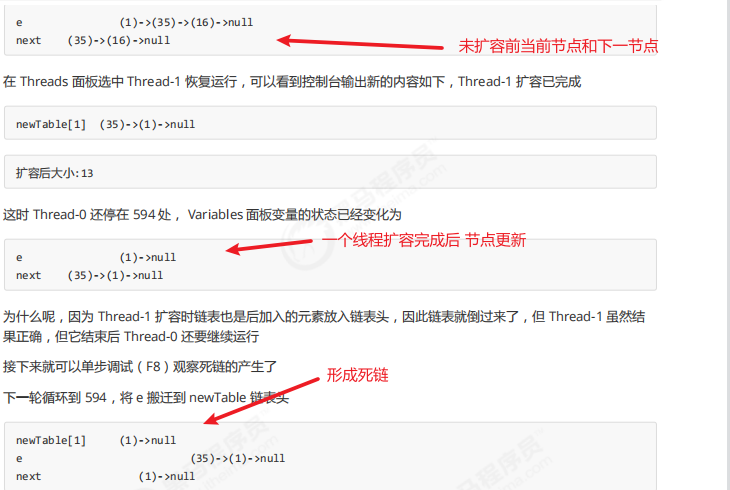 e (1)->(35)->(16)->null
next (35)->(16)->null
未扩容前当前节点和下一节点
在 Threads 面板选中 Thread-1 恢复运行，可以看到控制台输出新的内容如下，Thread-1 扩容已完成
newTable[1] (35)->(1)->null
扩容后大小:13
这时 Thread-0 还停在 594 处， Variables 面板变量的状态已经变化为
一个线程扩容完成后 节点更新
e (1)->null
next (35)->(1)->null
为什么呢，因为 Thread-1 扩容时链表也是后加入的元素放入链表头，因此链表就倒过来了，但 Thread-1 虽然结
果正确，但它结束后 Thread-0 还要继续运行
接下来就可以单步调试（F8）观察死链的产生了
形成死链
下一轮循环到 594，将 e 搬迁到 newTable 链表头
newTable[1] (1)->null
e (35)->(1)->null
next (1)->null